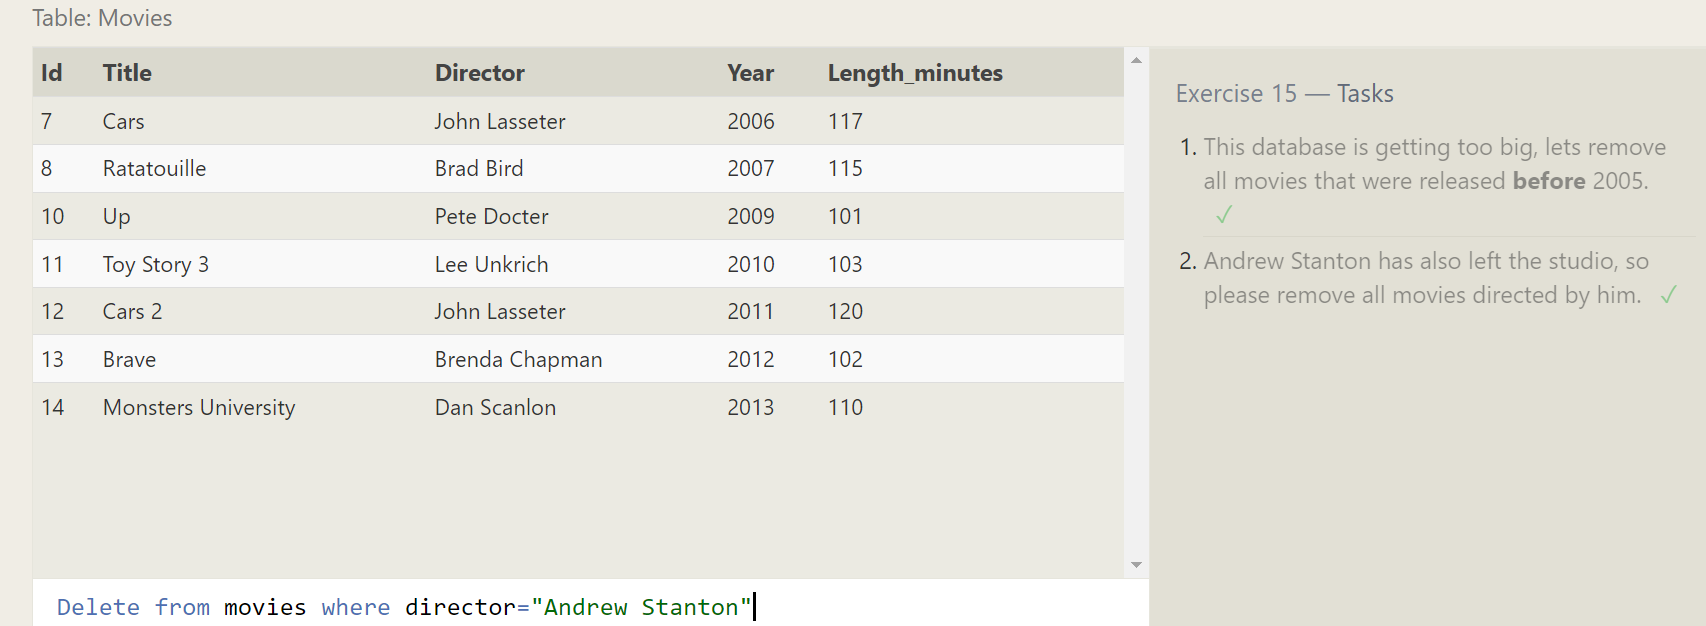 Table: Movies
Id Title Director Year Length_minutes
7 Cars John Lasseter 2006 117
8 Ratatouille Brad Bird 2007 115
10 Up Pete Docter 2009 101
11 Toy Story 3 Lee Unkrich 2010 103
12 Cars 2 John Lasseter 2011 120
13 Brave Brenda Chapman 2012 102
14 Monsters University Dan Scanlon 2013 110
Delete from movies where director="Andrew Stanton"
Exercise 15 — Tasks
1. This database is getting too big, lets remove
all movies that were released before 2005.
✓
2. Andrew Stanton has also left the studio, so
please remove all movies directed by him. ✓